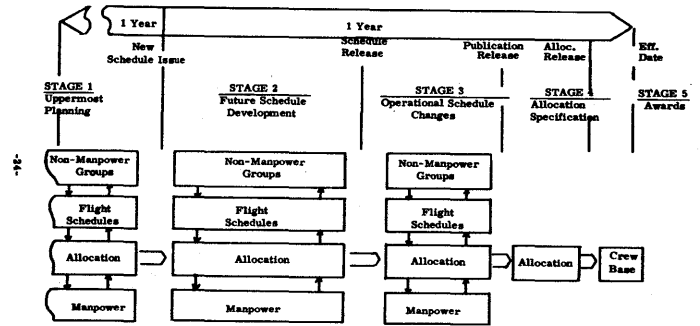 1 Year
1 Year
New
Schedule Issue
Schedule
Release
Publication
Release
Alloc.
Release
Eff.
Date
STAGE 1
Uppermost
Planning
STAGE 2
Future Schedule
Development
STAGE 3
Operational Schedule
Changes
STAGE
Allocation
Specification
STAGE 5
Awards
-24-
Non-Manpower
Groups
Non-Manpower
Groups
Non-Manpower
Groups
Flight
Schedules
Flight
Schedules
Flight
Schedules
Allocation
Allocation
Allocation
Allocation
Crew
Base
Manpower
Manpower
Manpower